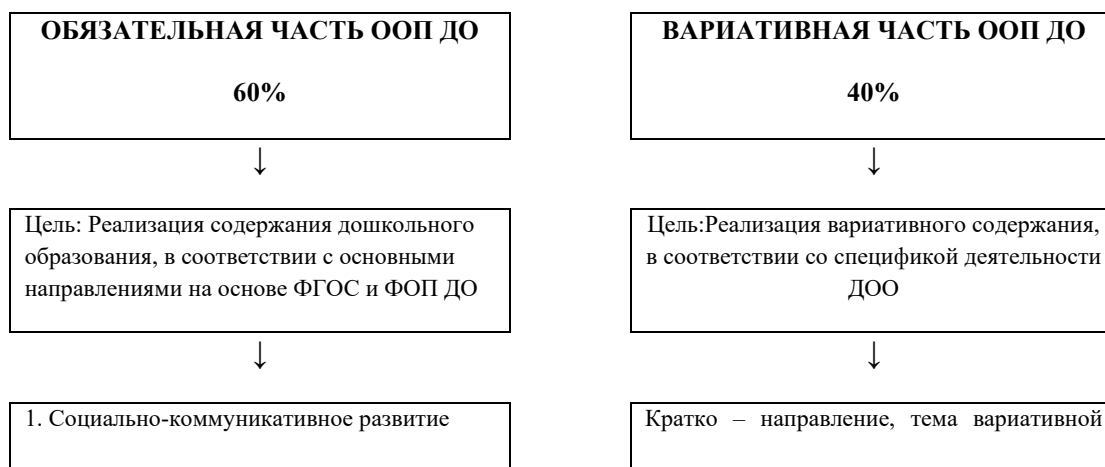 ОБЯЗАТЕЛЬНАЯ ЧАСТЬ ООП ДО
60%
↓
Цель: Реализация содержания дошкольного
образования, в соответствии с основными
направлениями на основе ФГОС и ФОП ДО
↓
1. Социально-коммуникативное развитие
ВАРИАТИВНАЯ ЧАСТЬ ООП ДО
40%
↓
Цель:Реализация вариативного содержания,
в соответствии со спецификой деятельности
ДОО
↓
Кратко – направление, тема вариативной